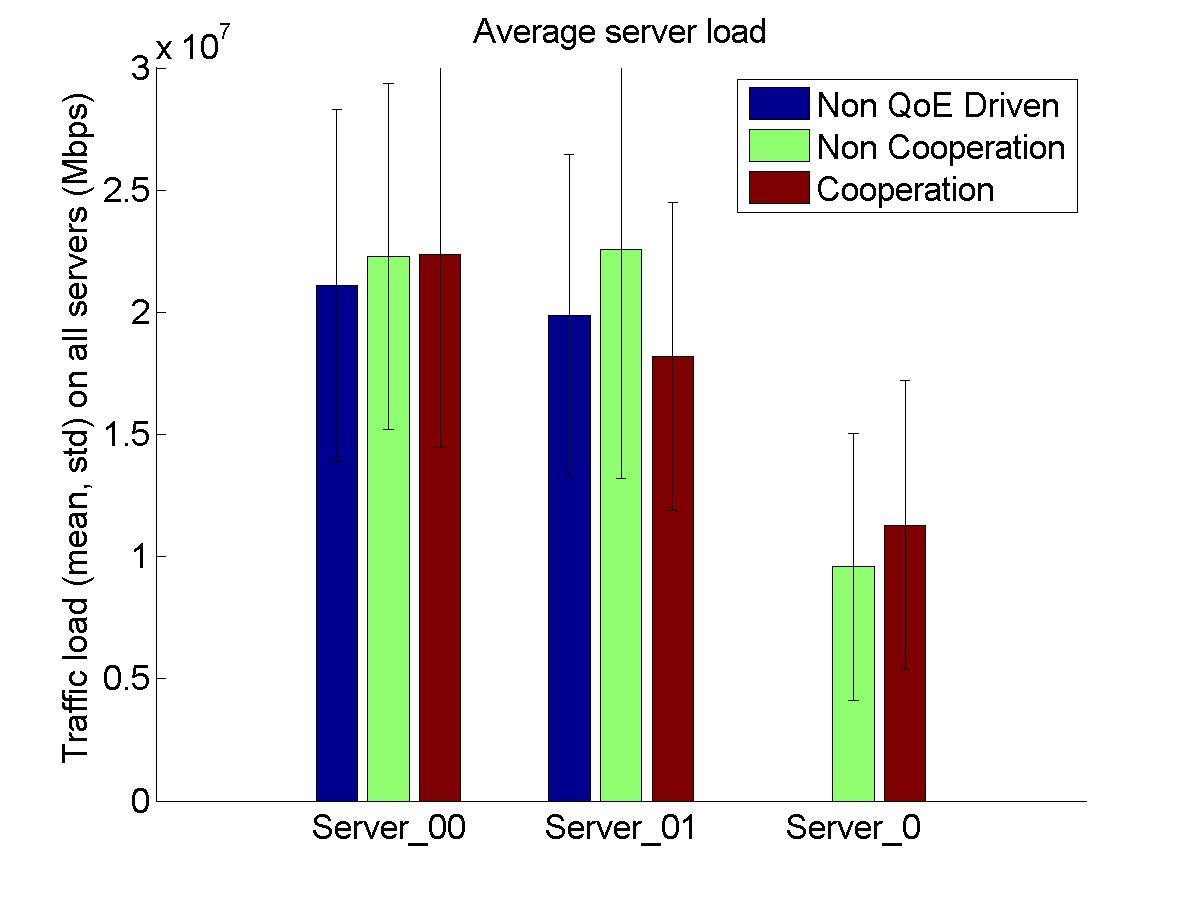 Average server load
x 10^7
Traffic load (mean, std) on all servers (Mbps)
3
2.5
2
1.5
1
0.5
0
Non QoE Driven
Non Cooperation
Cooperation
Server_00 Server_01 Server_0